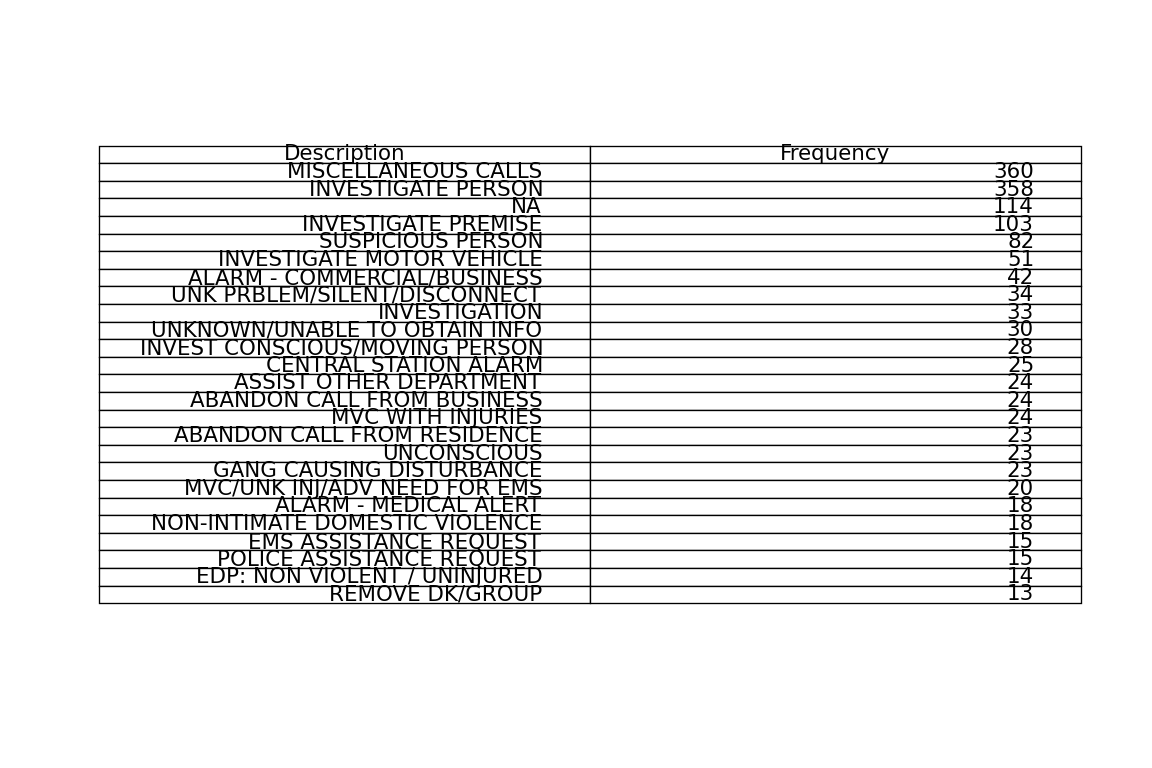 Description Frequency
MISCELLANEOUS CALLS 360
INVESTIGATE PERSON 358
NA 114
INVESTIGATE PREMISE 103
SUSPICIOUS PERSON 82
INVESTIGATE MOTOR VEHICLE 51
ALARM - COMMERCIAL/BUSINESS 42
UNK PRBLEM/SILENT/DISCONNECT 34
INVESTIGATION 33
UNKNOWN/UNABLE TO OBTAIN INFO 30
INVEST CONSCIOUS/MOVING PERSON 28
CENTRAL STATION ALARM 25
ASSIST OTHER DEPARTMENT 24
ABANDON CALL FROM BUSINESS 24
MVC WITH INJURIES 24
ABANDON CALL FROM RESIDENCE 23
UNCONSCIOUS 23
GANG CAUSING DISTURBANCE 23
MVC/UNK INJ/ADV NEED FOR EMS 20
ALARM - MEDICAL ALERT 18
NON-INTIMATE DOMESTIC VIOLENCE 18
EMS ASSISTANCE REQUEST 15
POLICE ASSISTANCE REQUEST 15
EDP: NON VIOLENT / UNINJURED 14
REMOVE DK/GROUP 13